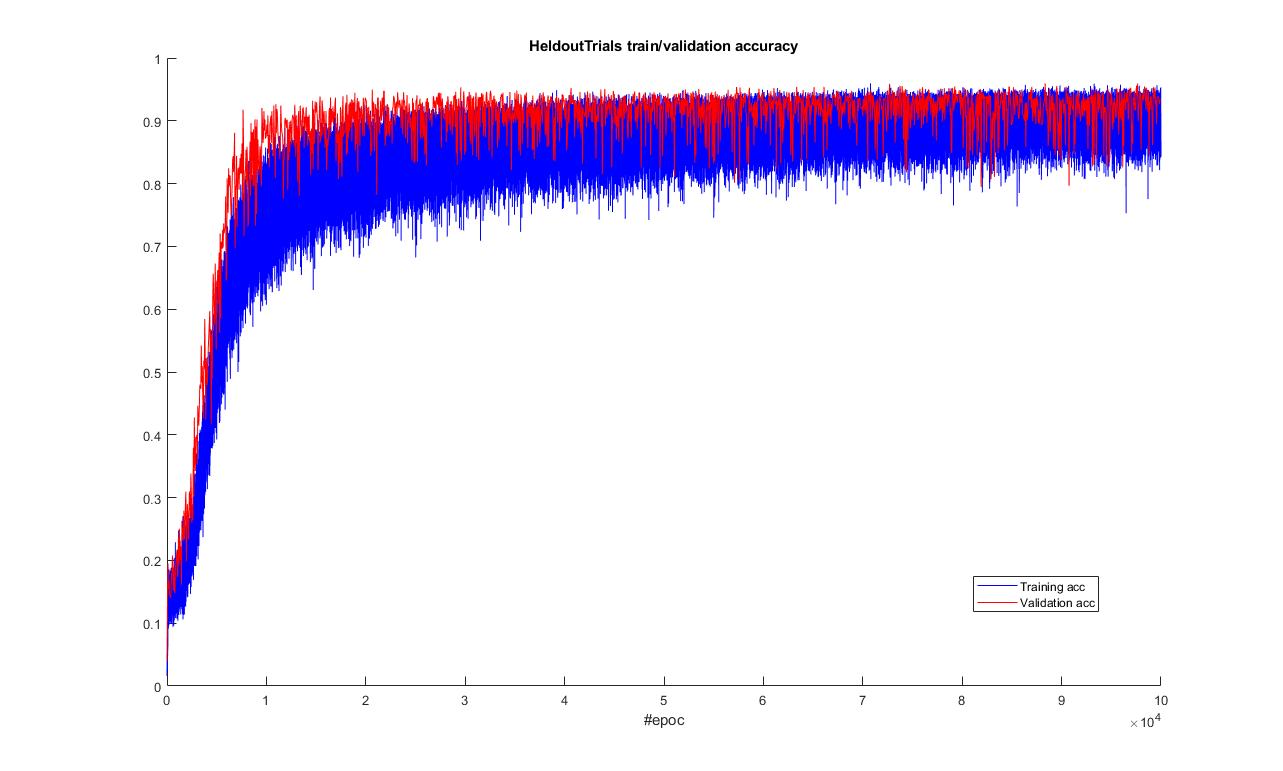 HeldoutTrials train/validation accuracy
1
0.9
0.8
0.7
0.6
0.5
0.4
0.3
0.2
0.1
0
Training acc
Validation acc
0 1 2 3 4 5 6 7 8 9 10
#epoc
×10^4